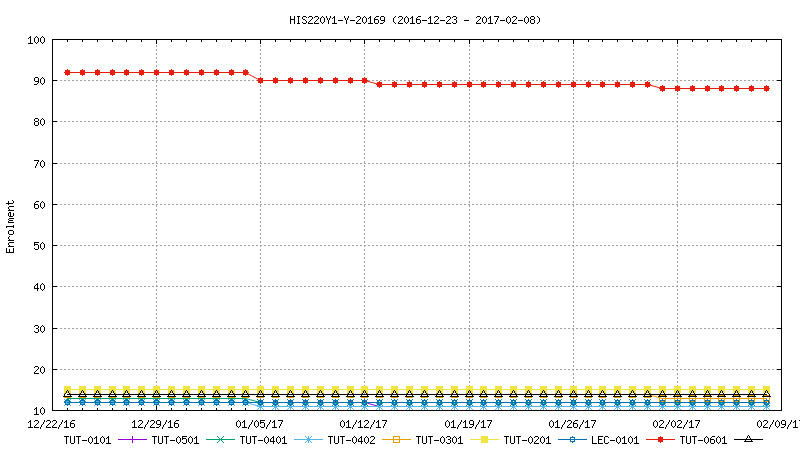 HIS220Y1-Y-20169 (2016-12-23 - 2017-02-08)
100
90
80
70
60
50
40
30
20
10
Enrolment
12/22/16 12/29/16 01/05/17 01/12/17 01/19/17 01/26/17 02/02/17 02/09/17
TUT-0101 TUT-0501 TUT-0401 TUT-0402 TUT-0301 TUT-0201 LEC-0101 TUT-0601